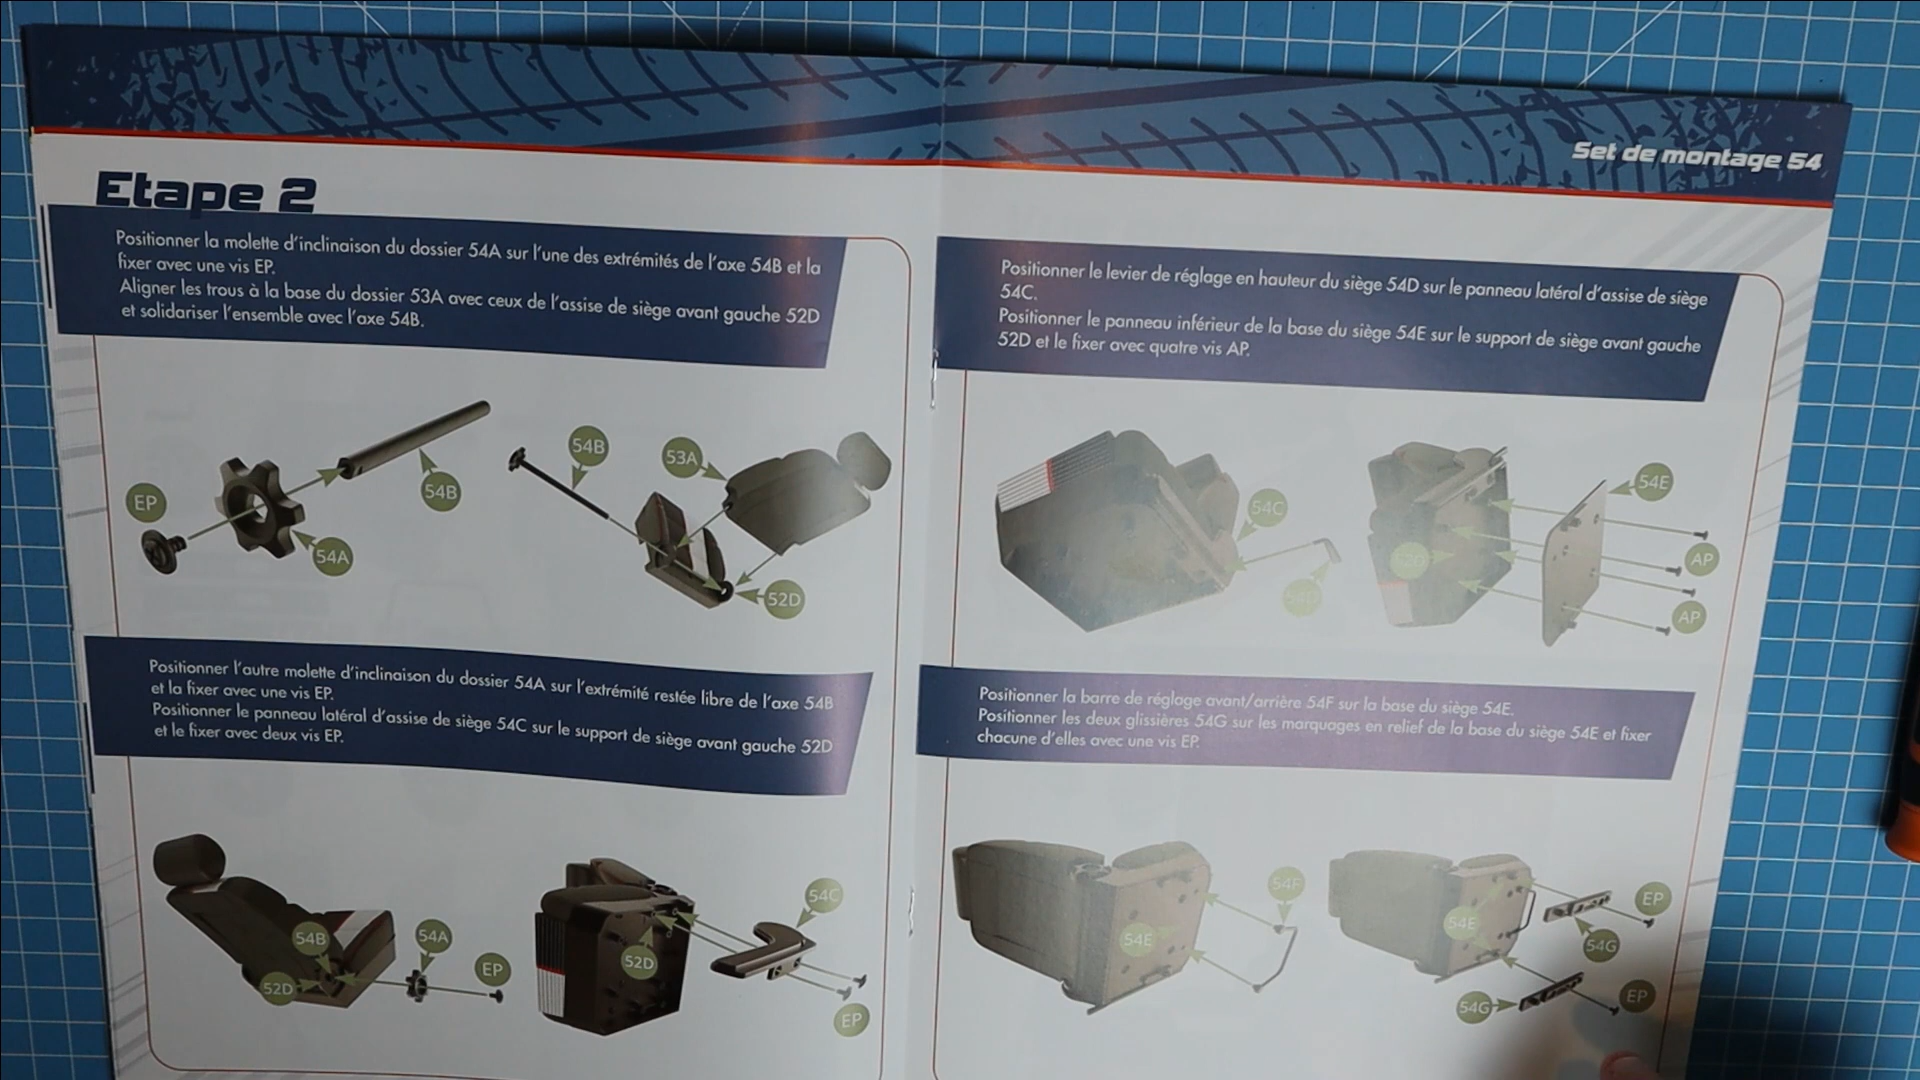 Set de montage 54
Etape 2
Positionner la molette d'inclinaison du dossier 54A sur l'une des extrémités de l'axe 54B et la
fixer avec une vis EP.
Aligner les trous à la base du dossier 53A avec ceux de l'assise de siège avant gauche 52D
et solidariser l'ensemble avec l'axe 54B.
EP
54A
54B
54B
53A
52D
Positionner l'autre molette d'inclinaison du dossier 54A sur l'extrémité restée libre de l'axe 54B
et la fixer avec une vis EP.
Positionner le panneau latéral d'assise de siège 54C sur le support de siège avant gauche 52D
et le fixer avec deux vis EP.
54B
54A
EP
52D
54C
52D
EP
Positionner le levier de réglage en hauteur du siège 54D sur le panneau latéral d'assise de siège
54C.
Positionner le panneau inférieur de la base du siège 54E sur le support de siège avant gauche
52D et le fixer avec quatre vis AP.
54C
54E
AP
AP
Positionner la barre de réglage avant/arrière 54F sur la base du siège 54E.
Positionner les deux glissières 54G sur les marquages en relief de la base du siège 54E et fixer
chacune d'elles avec une vis EP.
54F
54E
54E
EP
54G
54G
EP